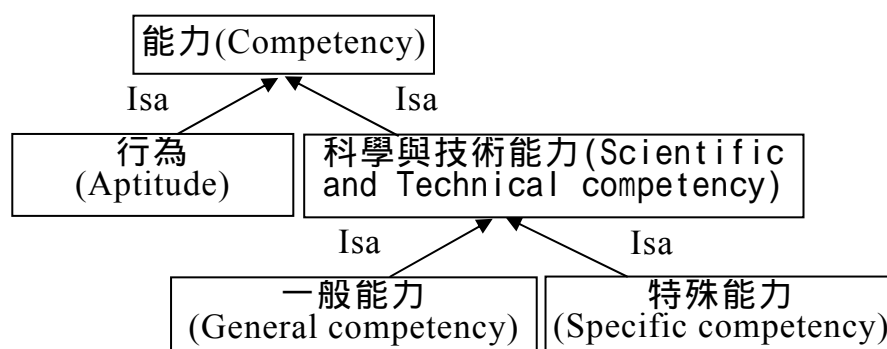 能力(Competency)
Isa
Isa
行為
(Aptitude)
科學與技術能力(Scientific
and Technical competency)
Isa
Isa
一般能力
(General competency)
特殊能力
(Specific competency)